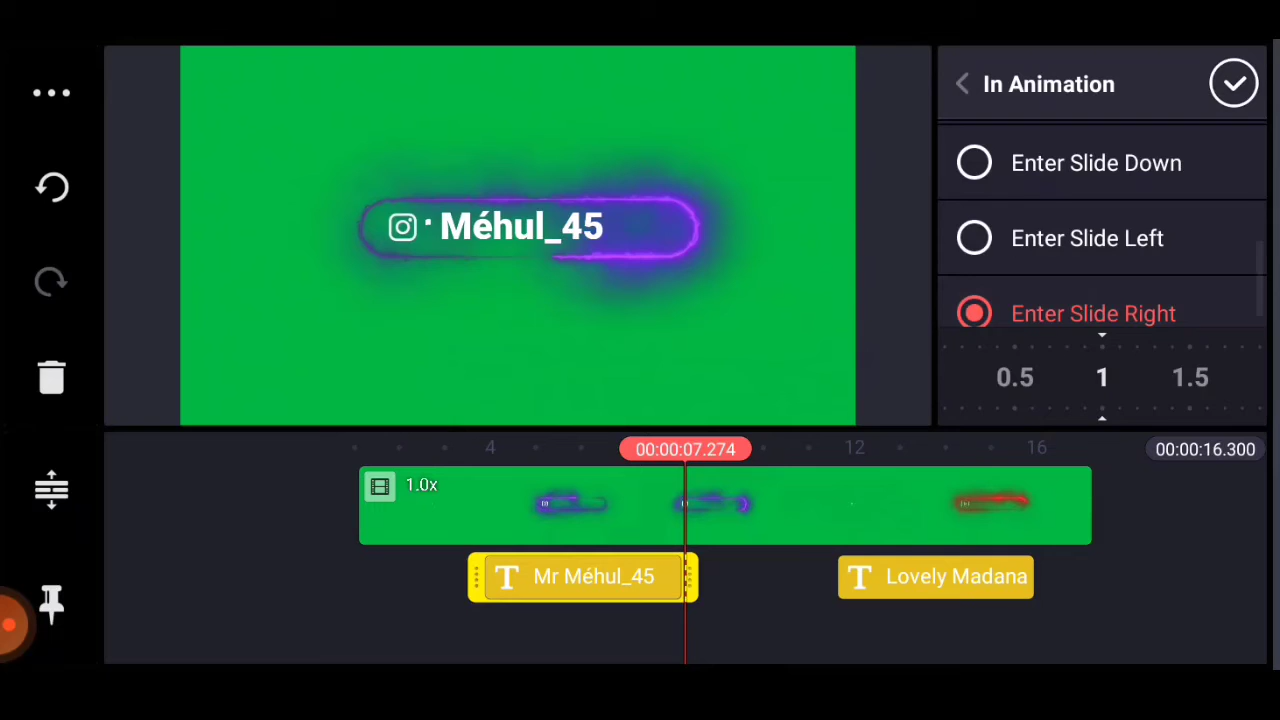 In Animation
Enter Slide Down
· Méhul_45
Enter Slide Left
Enter Slide Right
0.5 1 1.5
4 00:00:07.274 12 16 00:00:16.300
1.0x
T Mr Méhul_45
T Lovely Madana